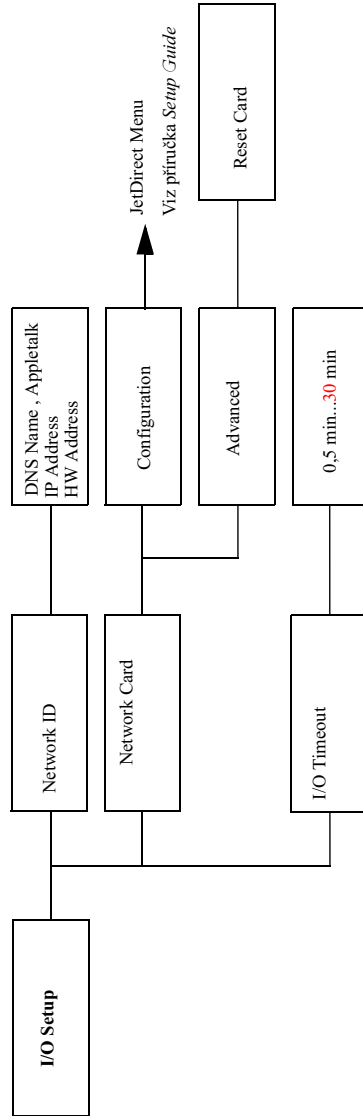 I/O Setup
Network ID
DNS Name , Appletalk
IP Address
HW Address
Network Card
Configuration
JetDirect Menu
Viz příručka Setup Guide
Advanced
Reset Card
I/O Timeout
0,5 min...30 min